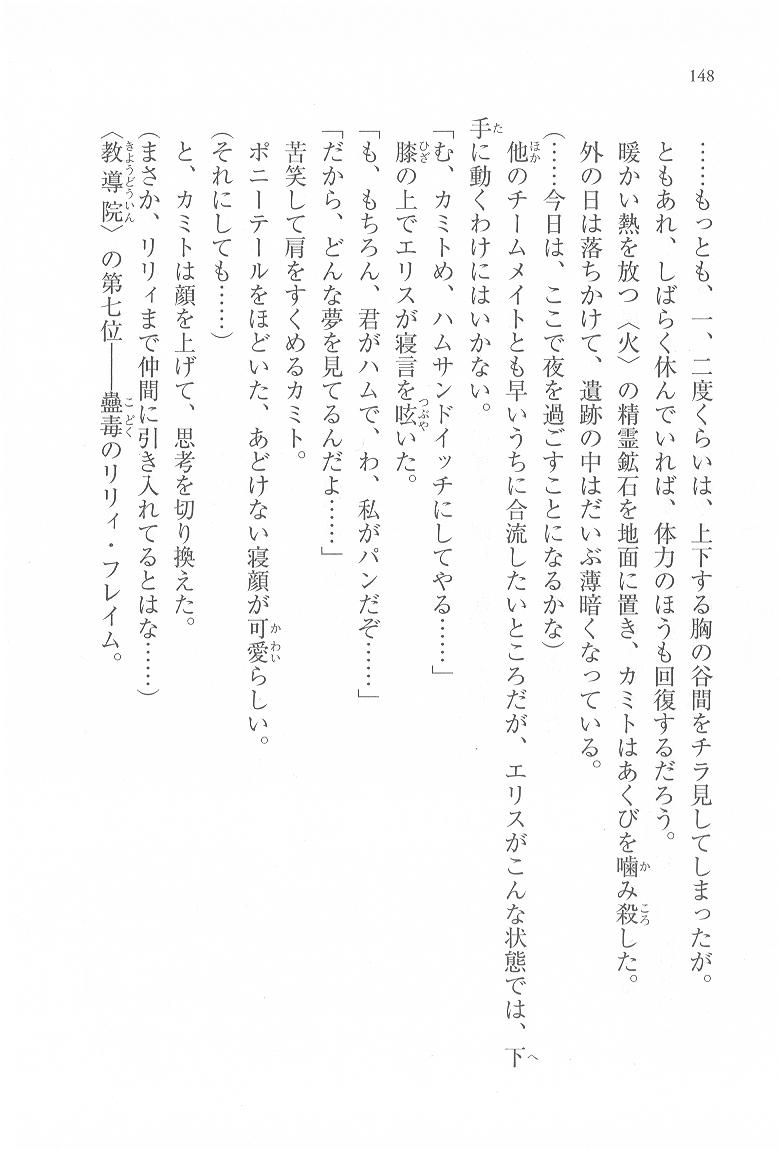 148
……もっとも、一、二度くらいは、上下する胸の谷間をチラ見してしまったが。
ともあれ、しばらく休んでいれば、体力のほうも回復するだろう。
暖かい熱を放つ〈火〉の精霊鉱石を地面に置き、カミトはあくびを噛み殺した。
外の日は落ちかけて、遺跡の中はだいぶ薄暗くなっている。
(……今日は、ここで夜を過ごすことになるかな)
他のチームメイトとも早いうちに合流したいところだが、エリスがこんな状態では、下
手に動くわけにはいかない。
「む、カミトめ、ハムサンドイッチにしてやる……」
膝の上でエリスが寝言を呟いた。
「も、もちろん、君がハムで、わ、私がパンだぞ……」
「だから、どんな夢を見てるんだよ……」
苦笑して肩をすくめるカミト。
ポニーテールをほどいた、あどけない寝顔が可愛らしい。
(それにしても……)
と、カミトは顔を上げて、思考を切り換えた。
(まさか、リリィまで仲間に引き入れてるとはな……)
〈教導院〉の第七位——蠱毒のリリィ・フレイム。